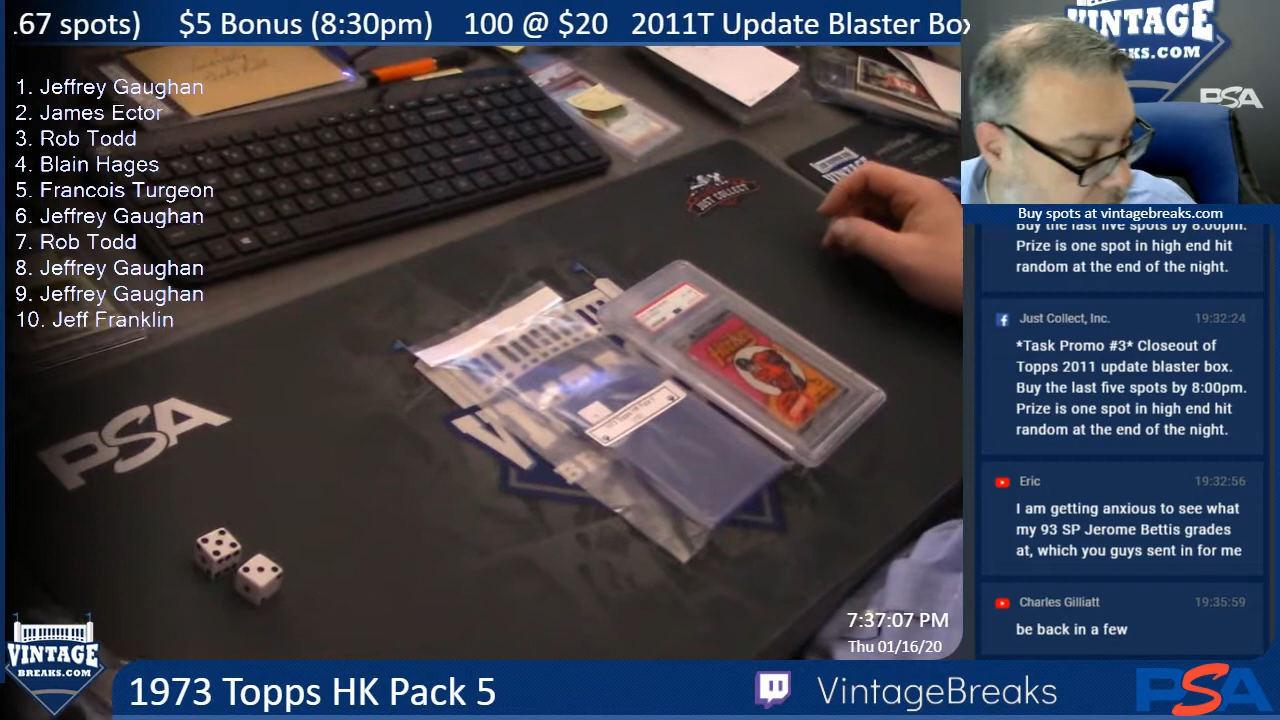 .67 spots) $5 Bonus (8:30pm) 100 @ $20 2011T Update Blaster Box
1. Jeffrey Gaughan
2. James Ector
3. Rob Todd
4. Blain Hages
5. Francois Turgeon
6. Jeffrey Gaughan
7. Rob Todd
8. Jeffrey Gaughan
9. Jeffrey Gaughan
10. Jeff Franklin
JUST COLLECT
PSA
VINTAGE
BREAKS.COM
PSA
Buy spots at vintagebreaks.com
Buy the last five spots by 8:00pm.
Prize is one spot in high end hit
random at the end of the night.
Just Collect, Inc. 19:32:24
*Task Promo #3* Closeout of
Topps 2011 update blaster box.
Buy the last five spots by 8:00pm.
Prize is one spot in high end hit
random at the end of the night.
Eric 19:32:56
I am getting anxious to see what
my 93 SP Jerome Bettis grades
at, which you guys sent in for me
Charles Gilliatt 19:35:59
be back in a few
7:37:07 PM
Thu 01/16/20
VINTAGE
BREAKS.COM
1973 Topps HK Pack 5
VintageBreaks
PSA